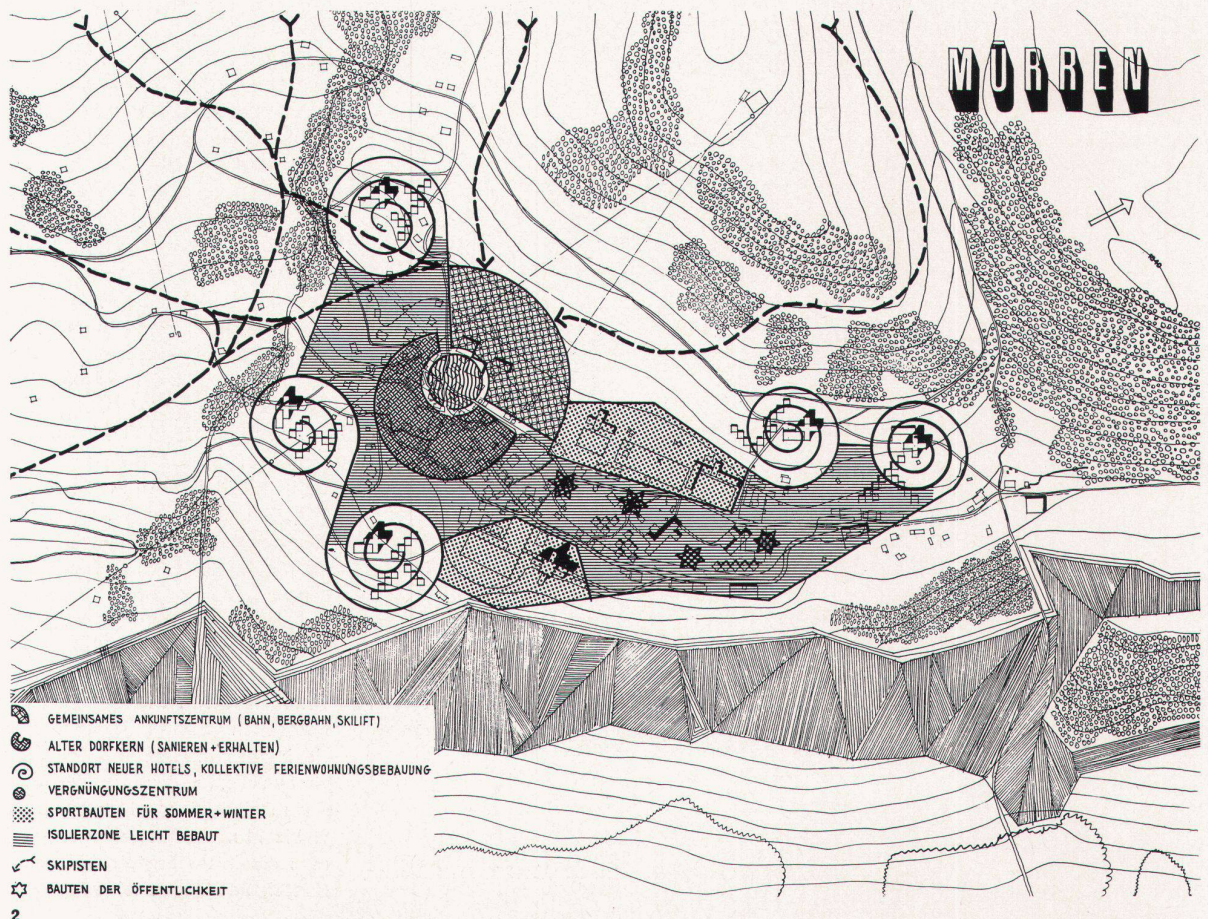 MÜRREN
GEMEINSAMES ANKUNFTSZENTRUM (BAHN, BERGBAHN, SKILIFT)
ALTER DORFKERN (SANIEREN + ERHALTEN)
STANDORT NEUER HOTELS, KOLLEKTIVE FERIENWOHNUNGSBEBAUUNG
VERGNÜNGUNGSZENTRUM
SPORTBAUTEN FÜR SOMMER + WINTER
ISOLIERZONE LEICHT BEBAUT
SKIPISTEN
BAUTEN DER ÖFFENTLICHKEIT
2